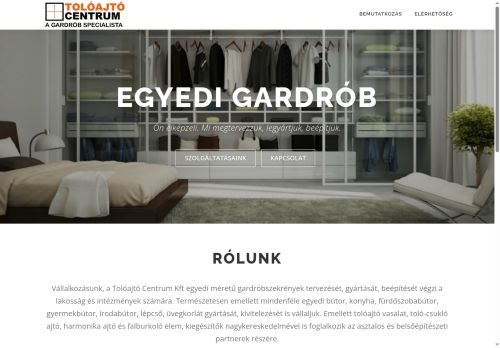 TOLÓAJTÓ
CENTRUM
A GARDRÓB SPECIALISTA
BEMUTATKOZÁS
ELÉRHETŐSÉG
EGYEDI GARDRÓB
Ön elképzeli. Mi megtervezzük, legyártjuk, beépítjük.
SZOLGÁLTATÁSAINK
KAPCSOLAT
RÓLUNK
Vállalkozásunk, a Tolóajtó Centrum Kft egyedi méretű gardróbszekrények tervezését, gyártását, beépítését végzi a
lakosság és intézmények számára. Természetesen emellett mindenféle egyedi bútor, konyha, fürdőszobabútor,
gyermekbútor, irodabútor, lépcső, üvegkorlát gyártását, kivitelezését is vállaljuk. Emellett tolóajtó vasalat, toló-csukló
ajtó, harmonika ajtó és falburkoló elem, kiegészítők nagykereskedelmével is foglalkozik az asztalos és belsőépítészeti
partnerek részére.